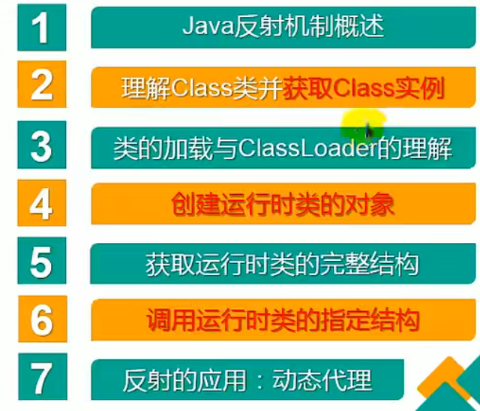 1 Java反射机制概述
2 理解Class类并获取Class实例
3 类的加载与ClassLoader的理解
4 创建运行时类的对象
5 获取运行时类的完整结构
6 调用运行时类的指定结构
7 反射的应用：动态代理